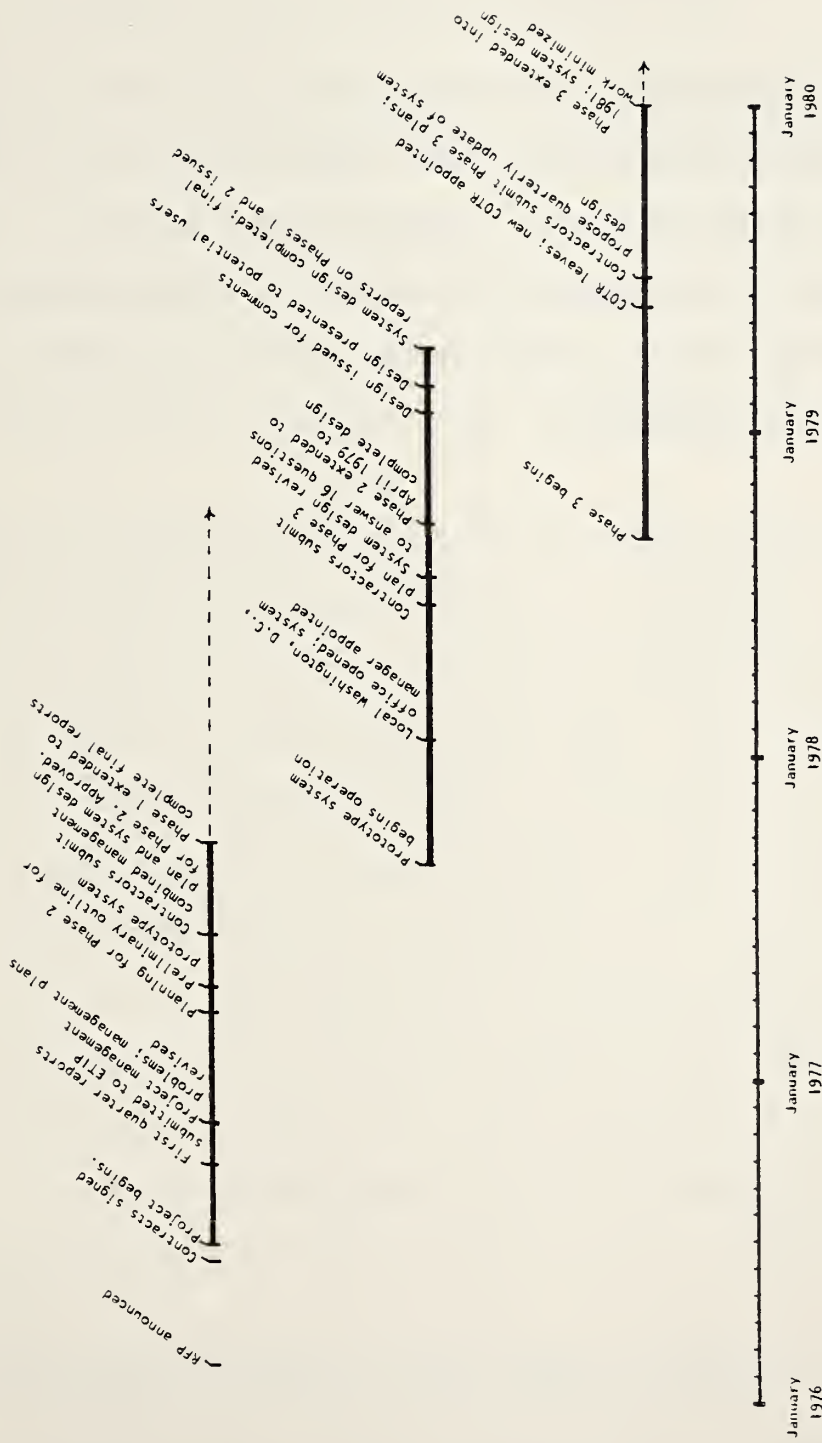 RFP announced
Contracts signed
Project begins.
First quarter reports
submitted to ETIP
Project management
problems; management plans
revised
Planning for Phase 2
Preliminary outline for
prototype system
Contractors submit
combined management
plan and system design
for Phase 2. Approved.
Phase 1 extended to
complete final reports
Prototype system
begins operation
Local Washington, D.C.,
office opened; system
manager appointed
Contractors submit
plan for Phase 3
System design revised
to answer 16 questions
Phase 2 extended to
April 1979 to
complete design
Design issued for comments
Design presented to potential users
System design completed; final
reports on Phases 1 and 2 issued
Phase 3 begins
COTR leaves; new COTR appointed
Contractors submit Phase 3 plans;
propose quarterly update of system
design
Phase 3 extended into
1981; system design
work minimized
January
1976
January
1977
January
1978
January
1979
January
1980